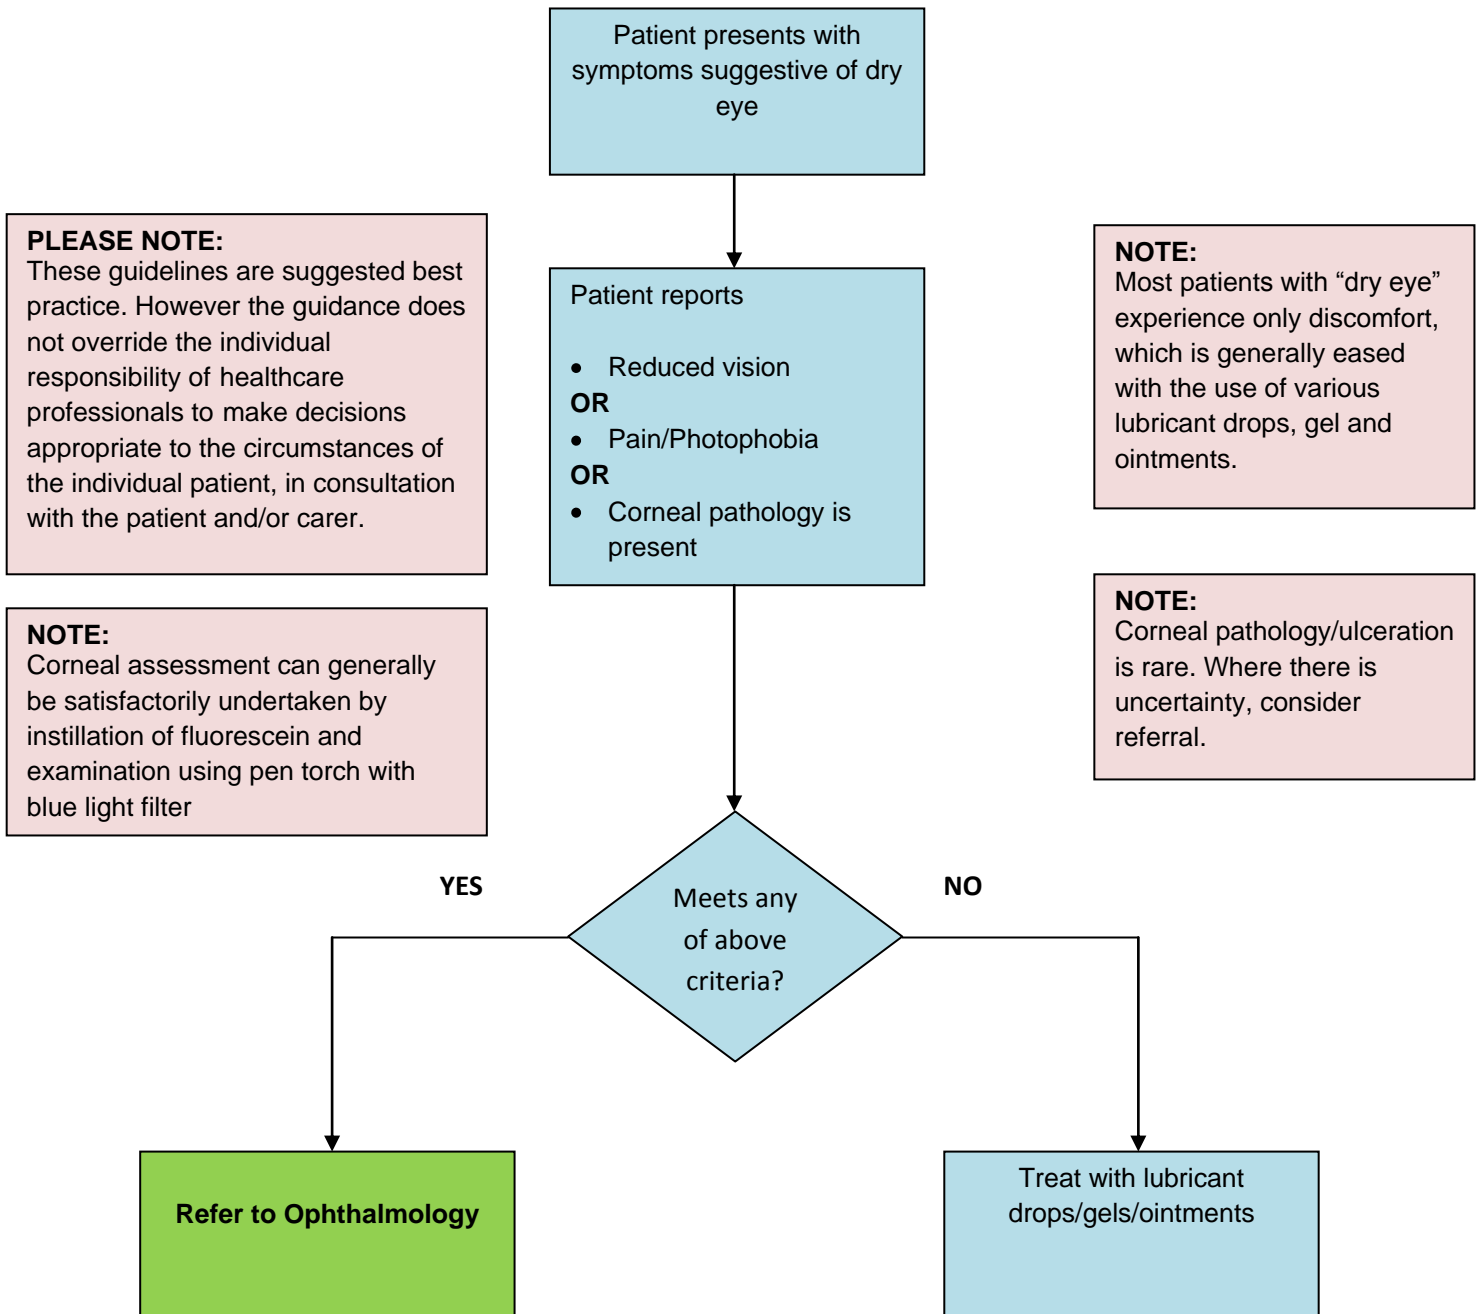 Patient presents with
symptoms suggestive of dry
eye
PLEASE NOTE:
These guidelines are suggested best
practice. However the guidance does
not override the individual
responsibility of healthcare
professionals to make decisions
appropriate to the circumstances of
the individual patient, in consultation
with the patient and/or carer.
Patient reports
• Reduced vision
OR
• Pain/Photophobia
OR
• Corneal pathology is
present
NOTE:
Most patients with “dry eye”
experience only discomfort,
which is generally eased
with the use of various
lubricant drops, gel and
ointments.
NOTE:
Corneal assessment can generally
be satisfactorily undertaken by
instillation of fluorescein and
examination using pen torch with
blue light filter
NOTE:
Corneal pathology/ulceration
is rare. Where there is
uncertainty, consider
referral.
YES
Meets any
of above
criteria?
NO
Refer to Ophthalmology
Treat with lubricant
drops/gels/ointments